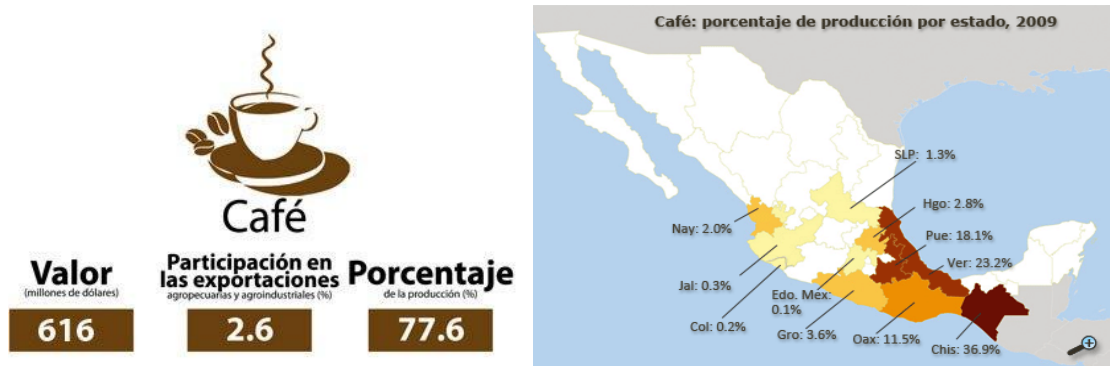 Café
Valor
(millones de dólares)
616
Participación en
las exportaciones
agropecuarias y agroindustriales (%)
2.6
Porcentaje
de la producción (%)
77.6
Café: porcentaje de producción por estado, 2009
SLP: 1.3%
Hgo: 2.8%
Nay: 2.0%
Pue: 18.1%
Ver: 23.2%
Jal: 0.3%
Edo. Mex:
0.1%
Col: 0.2%
Gro: 3.6%
Oax: 11.5%
Chis: 36.9%